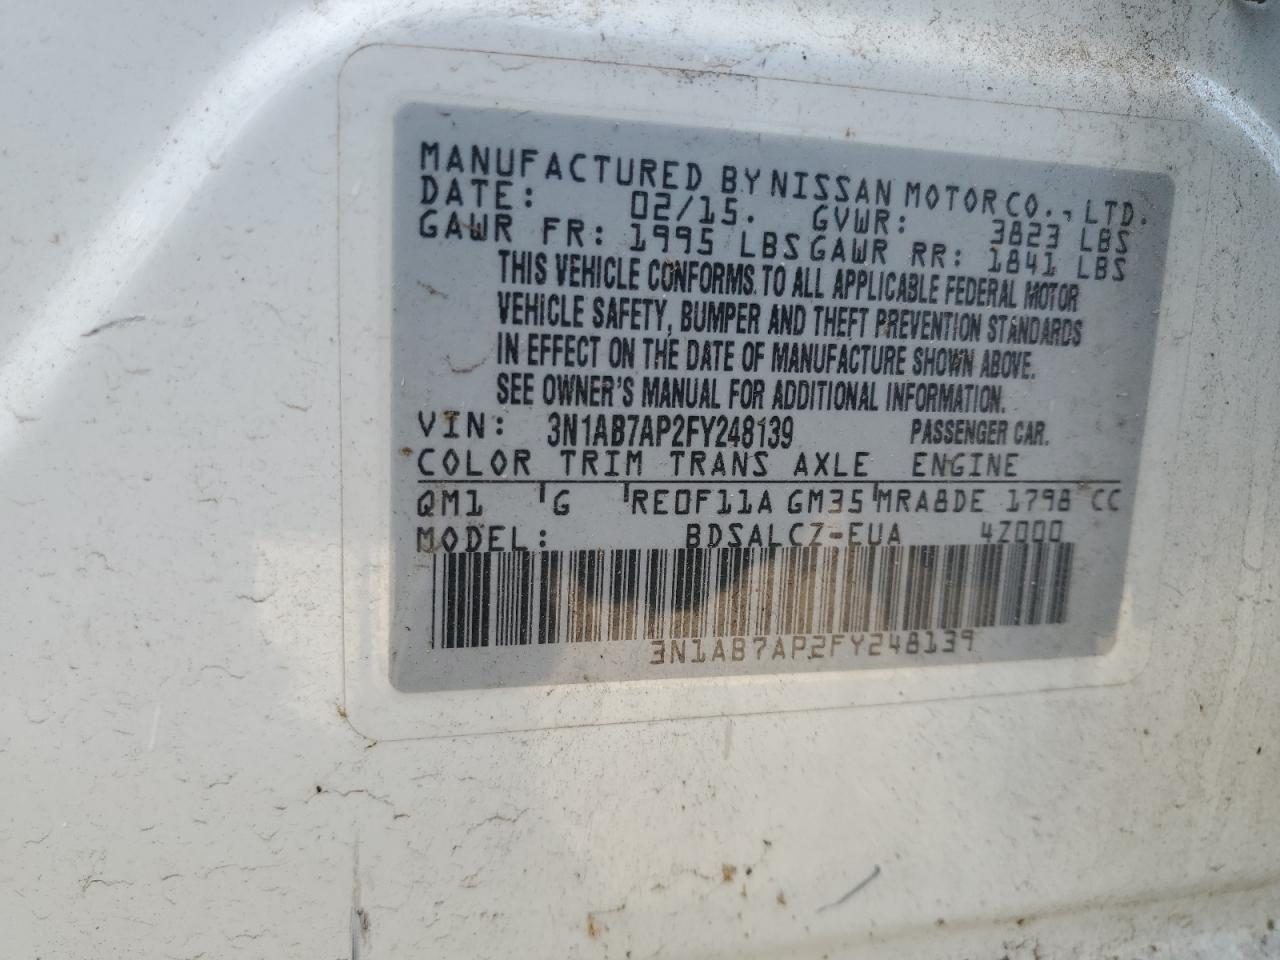 MANUFACTURED BY NISSAN MOTOR CO., LTD.
DATE: 02/15. GVWR: 3823 LBS
GAWR FR: 1995 LBS GAWR RR: 1841 LBS
THIS VEHICLE CONFORMS TO ALL APPLICABLE FEDERAL MOTOR
VEHICLE SAFETY, BUMPER AND THEFT PREVENTION STANDARDS
IN EFFECT ON THE DATE OF MANUFACTURE SHOWN ABOVE.
SEE OWNER'S MANUAL FOR ADDITIONAL INFORMATION.
VIN: 3N1AB7AP2FY248139 PASSENGER CAR.
COLOR TRIM TRANS AXLE ENGINE
QM1 G RE0F11A GM35 MRA8DE 1798 CC
MODEL: BDSALCZ-EUA 4Z000
3N1AB7AP2FY248139